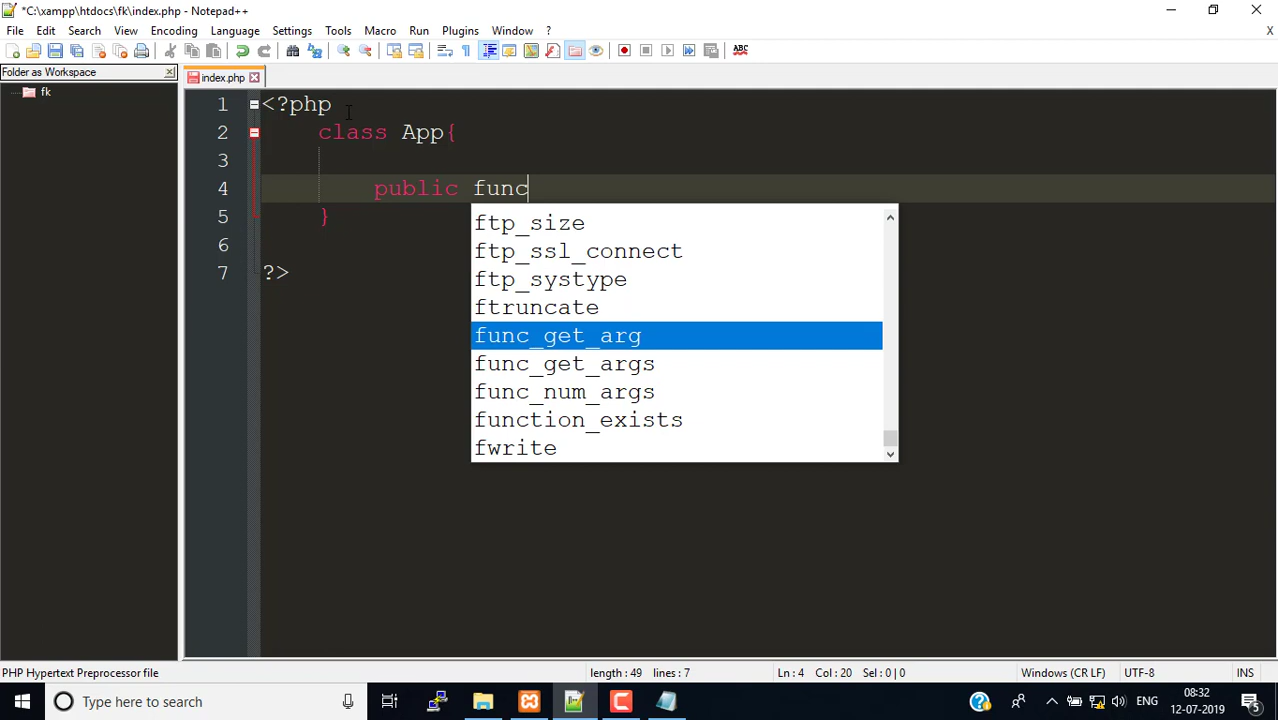 *C:\xampp\htdocs\fk\index.php - Notepad++
File Edit Search View Encoding Language Settings Tools Macro Run Plugins Window ? X
ABC
Folder as Workspace
index.php
fk
1 <?php
2 class App{
3
4 public func
5 }
6
7 ?>
ftp_size
ftp_ssl_connect
ftp_systype
ftruncate
func_get_arg
func_get_args
func_num_args
function_exists
fwrite
PHP Hypertext Preprocessor file length : 49 lines : 7 Ln : 4 Col : 20 Sel : 0 | 0 Windows (CR LF) UTF-8 INS
Type here to search
ENG
08:32
12-07-2019
5